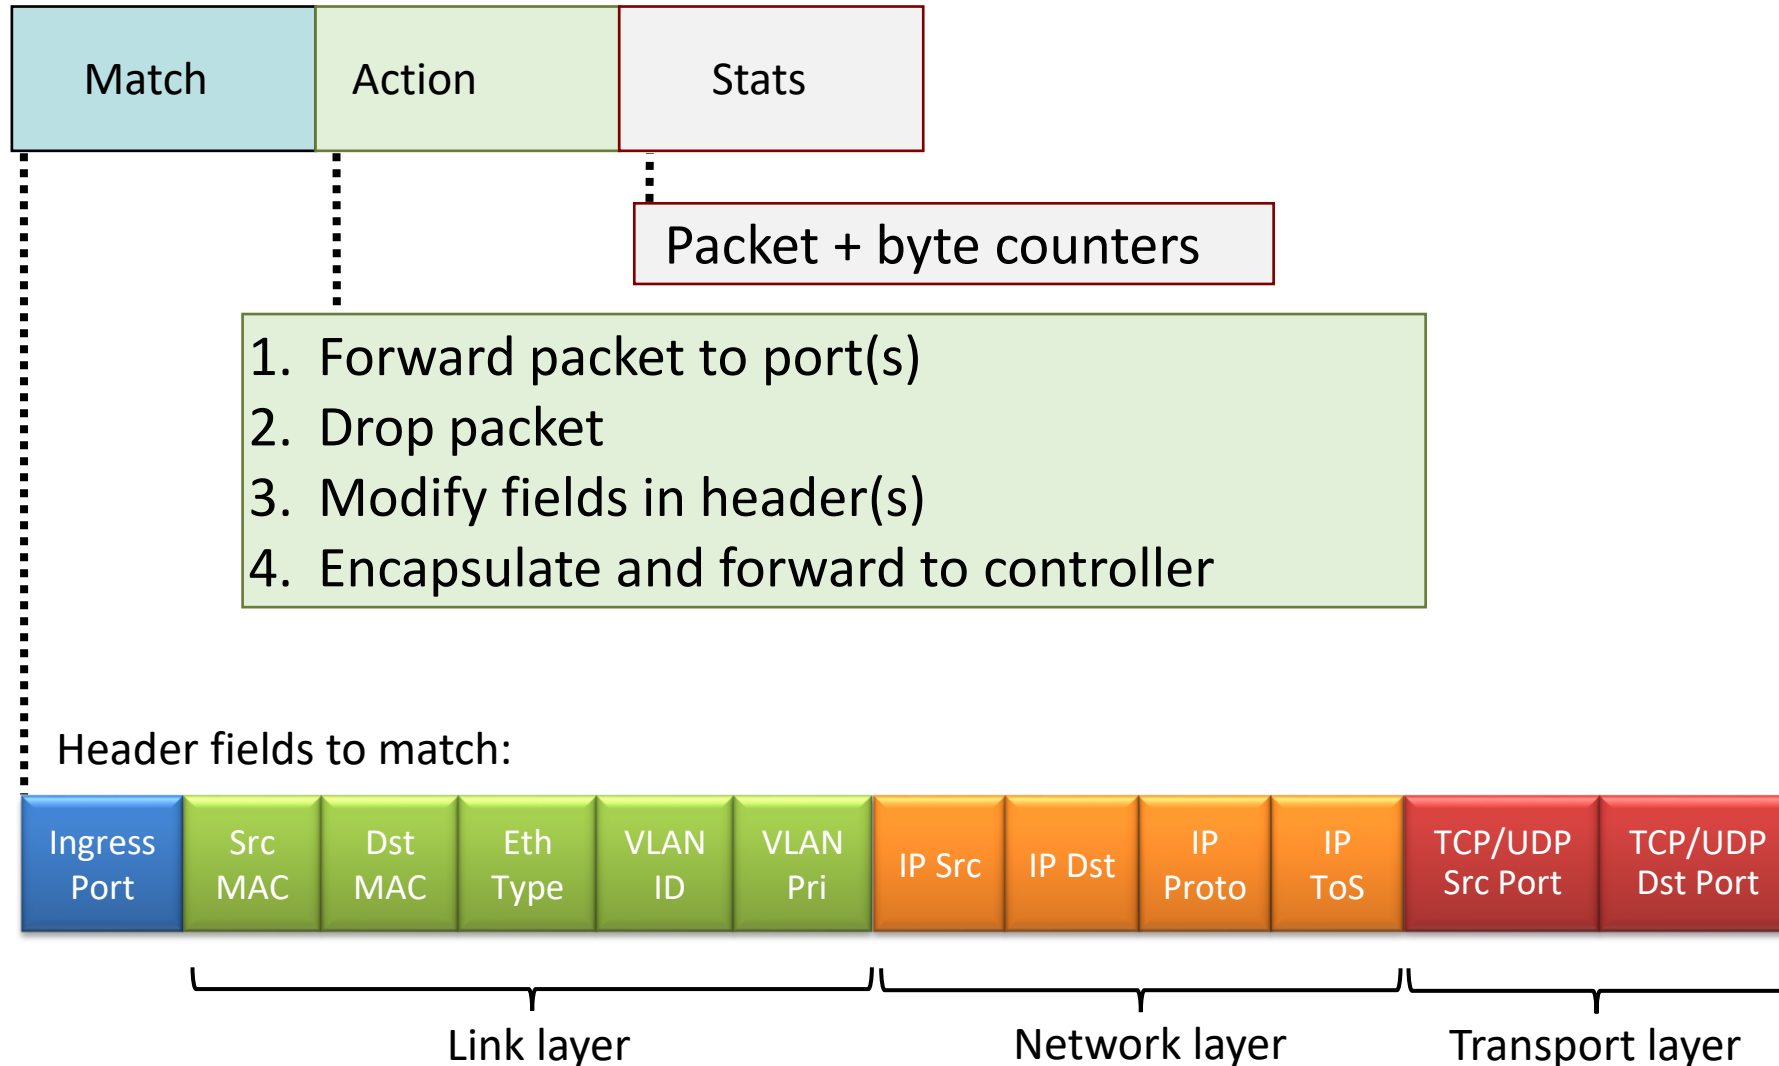 Match
Action
Stats
Packet + byte counters
1. Forward packet to port(s)
2. Drop packet
3. Modify fields in header(s)
4. Encapsulate and forward to controller
Header fields to match:
Ingress
Port
Src
MAC
Dst
MAC
Eth
Type
VLAN
ID
VLAN
Pri
IP Src
IP Dst
IP
Proto
IP
ToS
TCP/UDP
Src Port
TCP/UDP
Dst Port
Link layer
Network layer
Transport layer